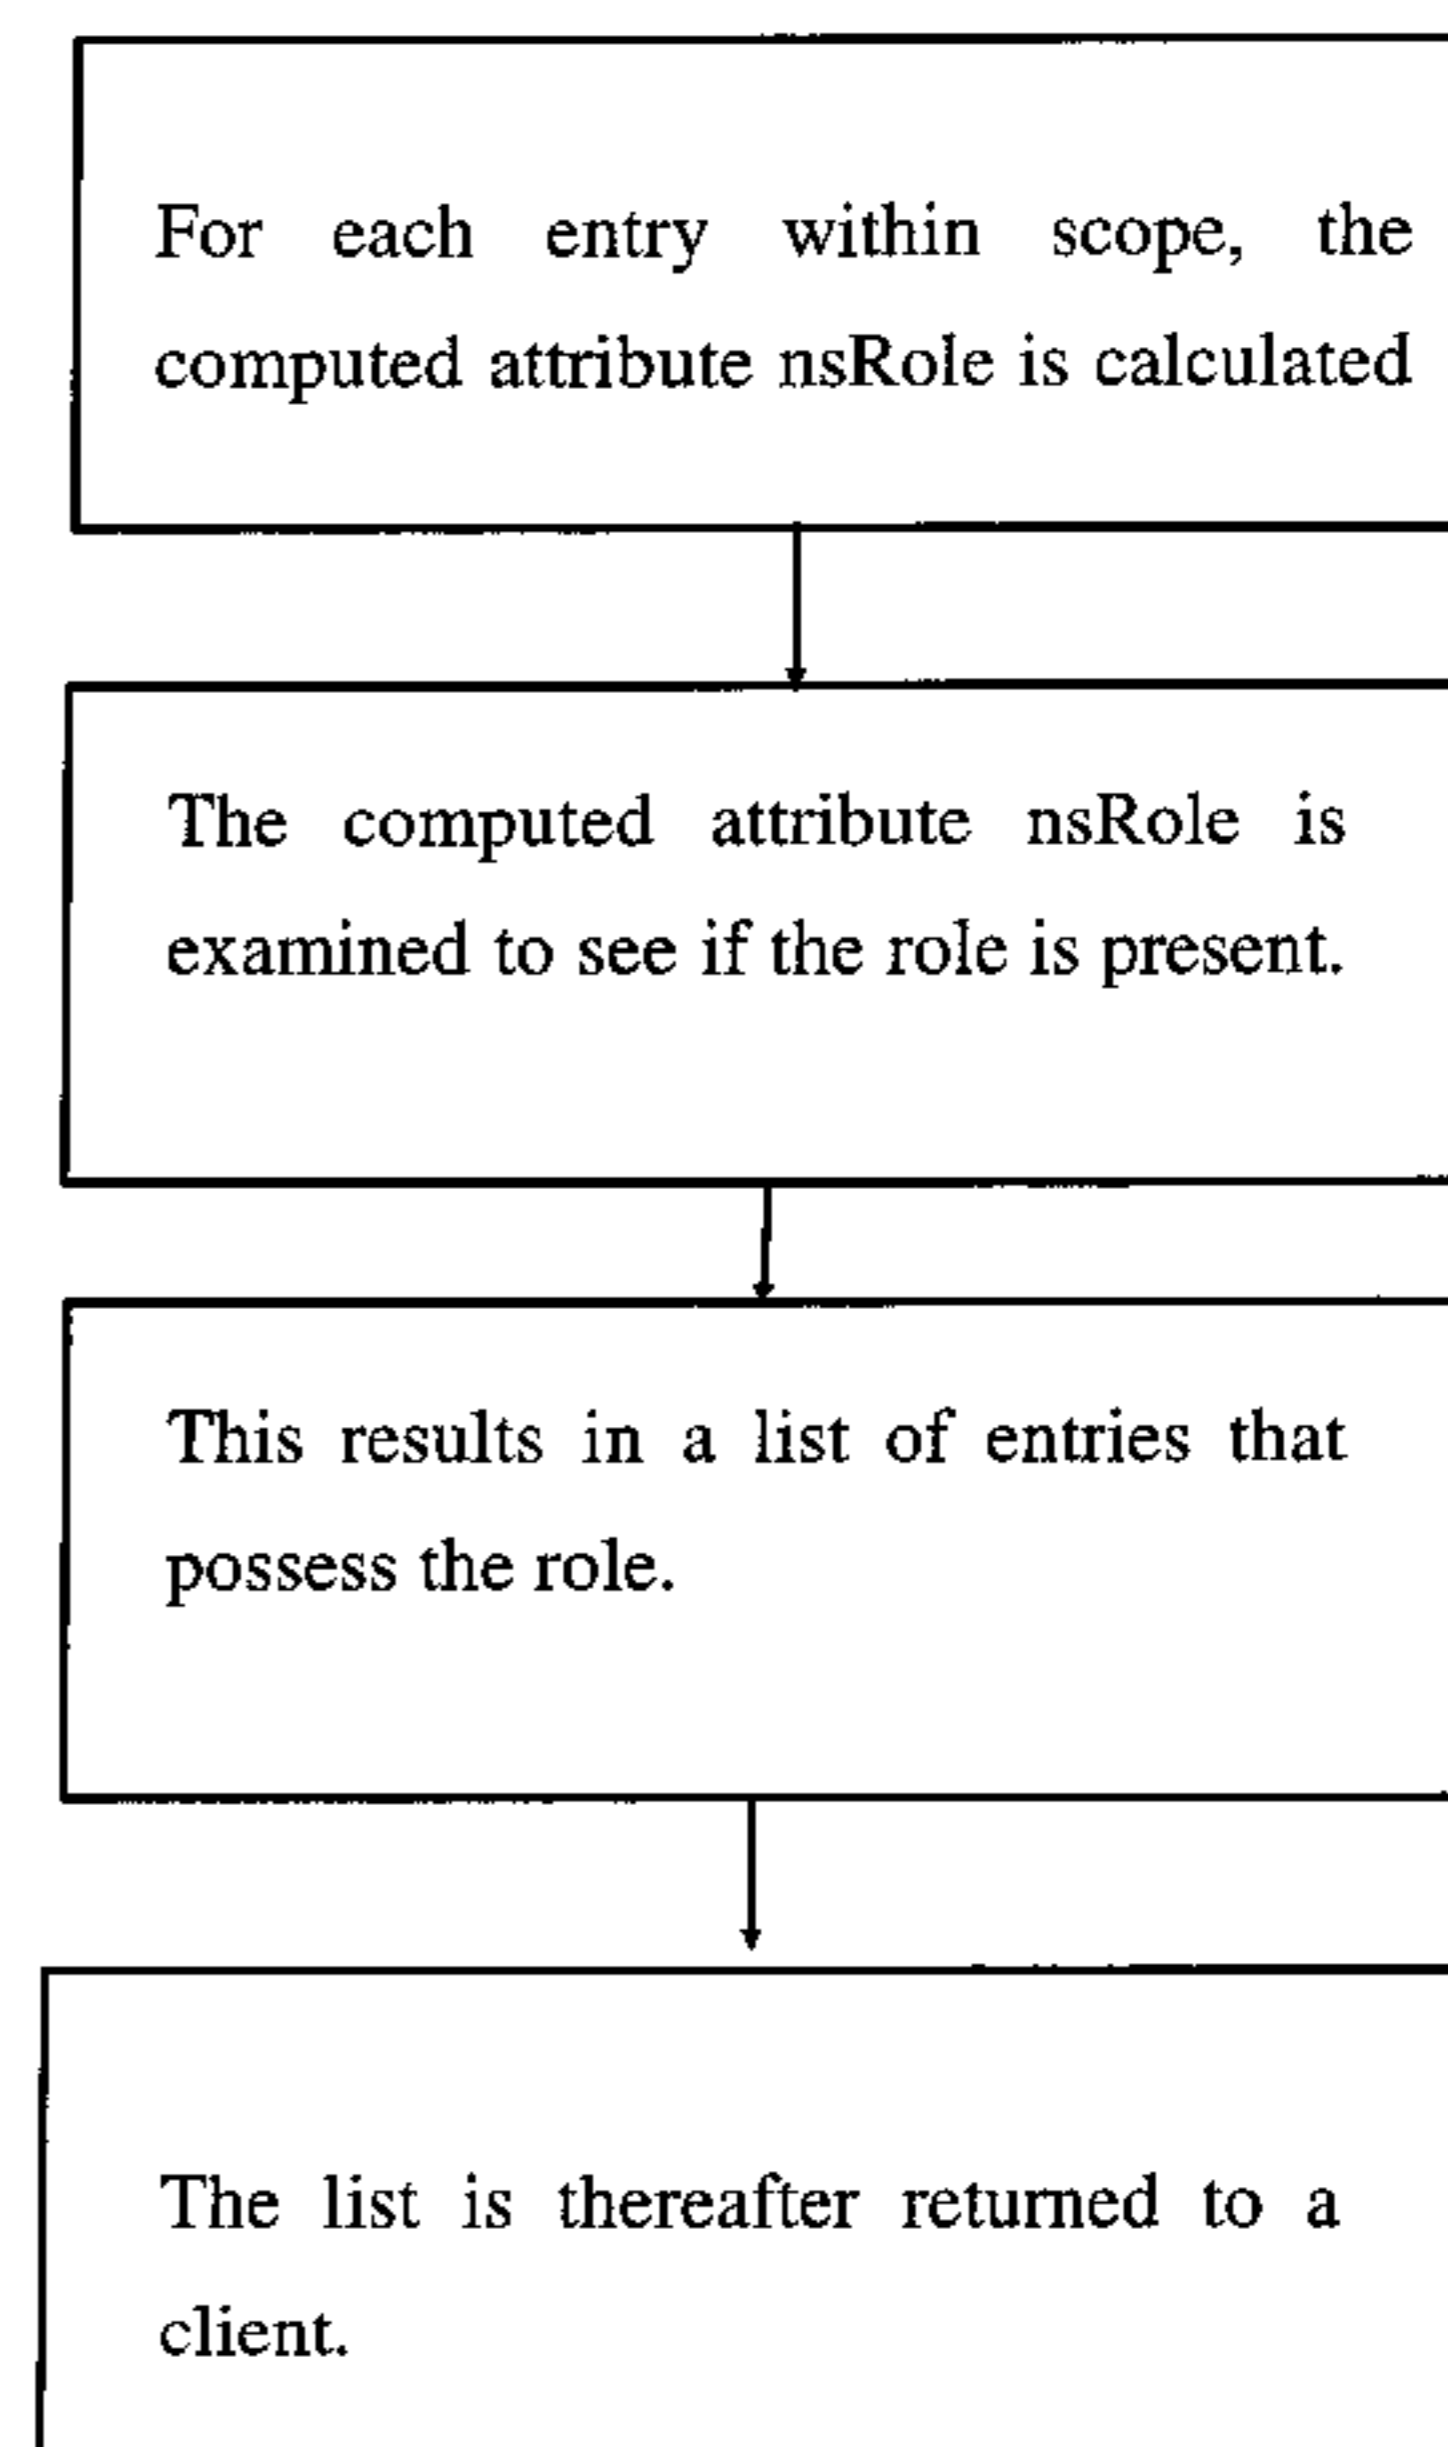 For each entry within scope, the
computed attribute nsRole is calculated
The computed attribute nsRole is
examined to see if the role is present.
This results in a list of entries that
possess the role.
The list is thereafter returned to a
client.